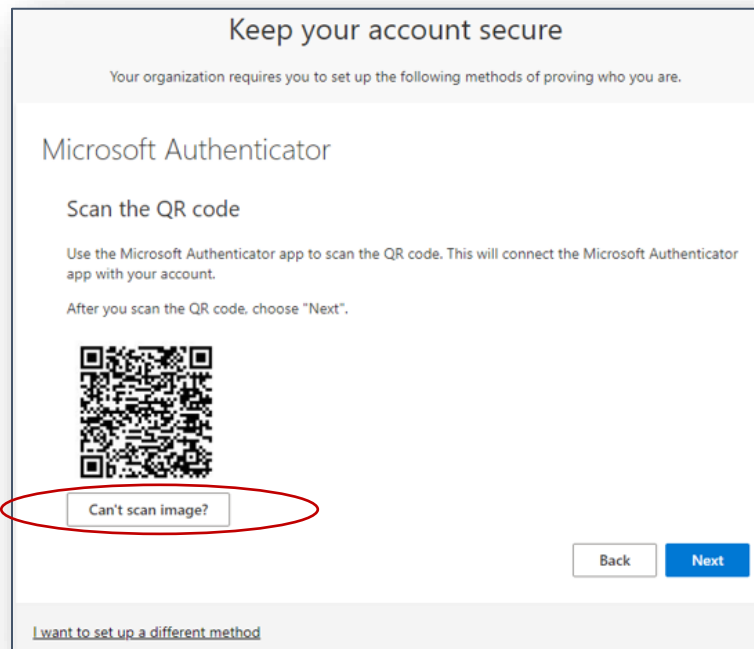 Keep your account secure
Your organization requires you to set up the following methods of proving who you are.
Microsoft Authenticator
Scan the QR code
Use the Microsoft Authenticator app to scan the QR code. This will connect the Microsoft Authenticator
app with your account.
After you scan the QR code, choose "Next".
Can't scan image?
Back Next
I want to set up a different method